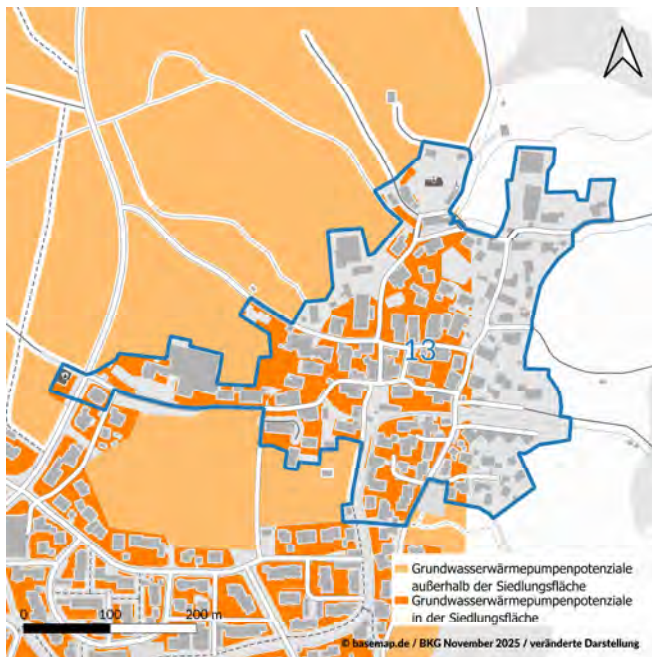 13
Grundwasserwärmepumpenpotenziale
außerhalb der Siedlungsfläche
Grundwasserwärmepumpenpotenziale
in der Siedlungsfläche
0 100 200 m
© basemap.de / BKG November 2025 / veränderte Darstellung